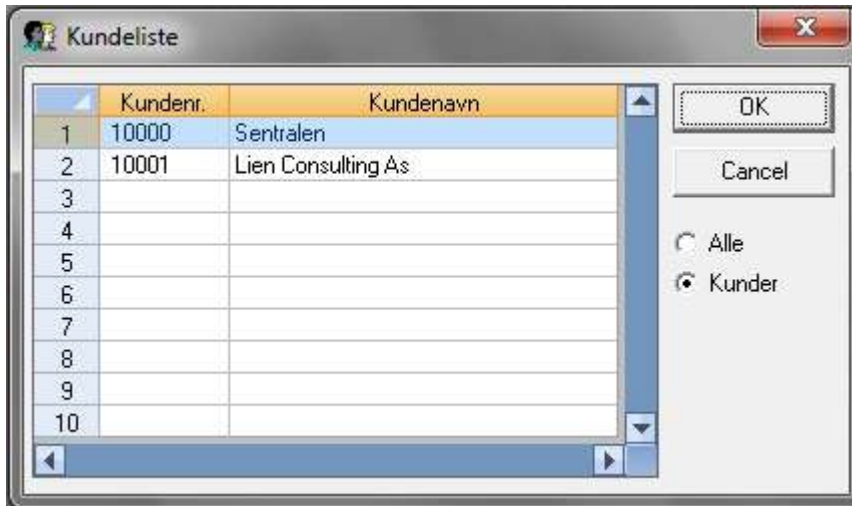 Kundeliste
Kundenr. Kundenavn
1 10000 Sentralen
2 10001 Lien Consulting As
3
4
5
6
7
8
9
10
OK
Cancel
Alle
Kunder